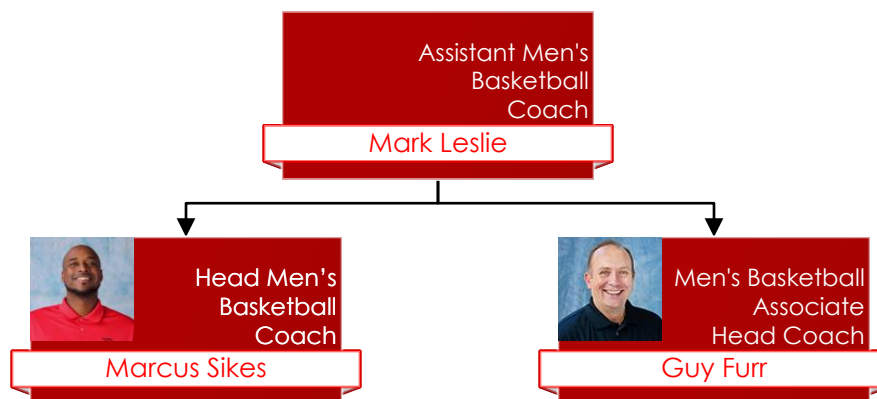 Assistant Men's
Basketball
Coach
Mark Leslie
Head Men’s
Basketball
Coach
Marcus Sikes
Men's Basketball
Associate
Head Coach
Guy Furr